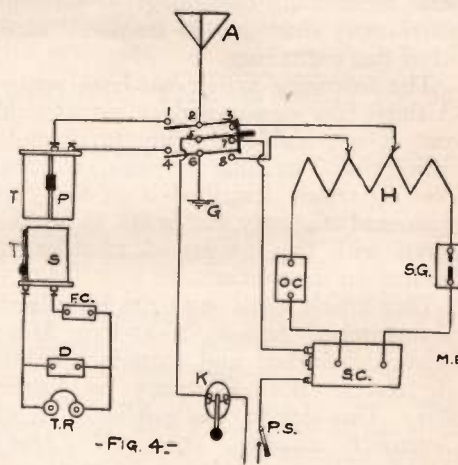 A
1 2 3
5
7
4 6 8
G
T P
H
T S
O.C.
S.G.
F.C.
D
S.C.
M.E
K
T.R
P.S.
-FIG. 4-